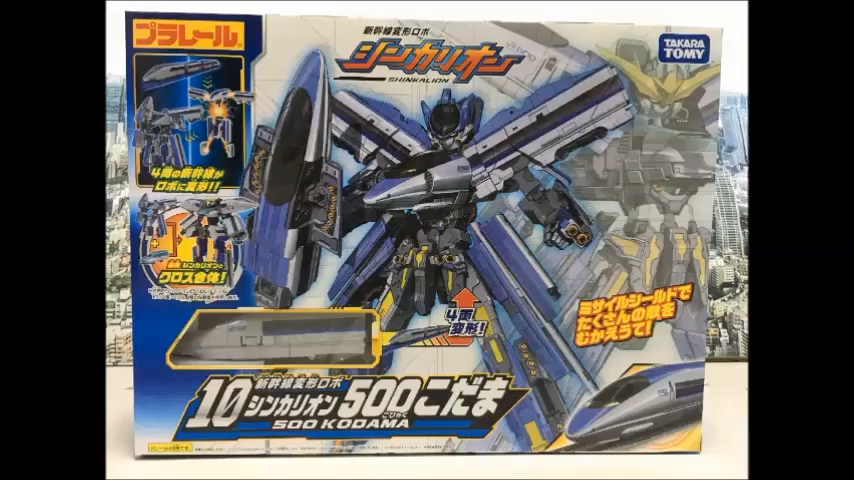 プラレール
新幹線変形ロボ
シンカリオン
SHINKALION
TAKARA
TOMY
4両の新幹線が
ロボに変形!!
クロス合体!
4両
変形!
ミサイルシールドで
たくさんの敵を
むかえうて!
新幹線変形ロボ
10 シンカリオン 500こだま
ごひゃく
500 KODAMA